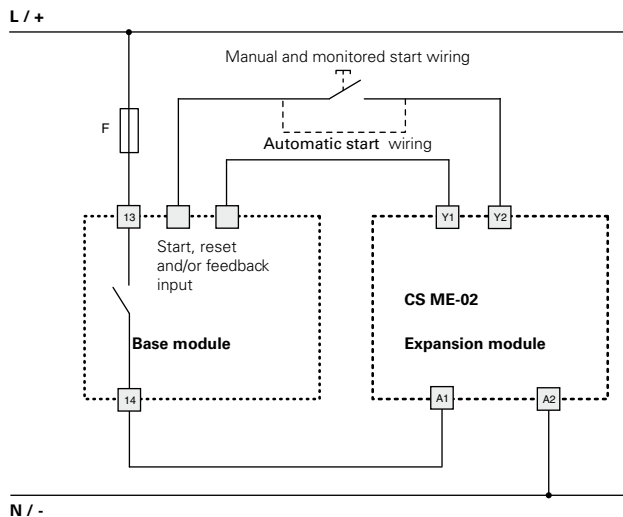 L / +
Manual and monitored start wiring
F
Automatic start wiring
13
Y1
Y2
Start, reset
and/or feedback
input
CS ME-02
Base module
Expansion module
14
A1
A2
N / -